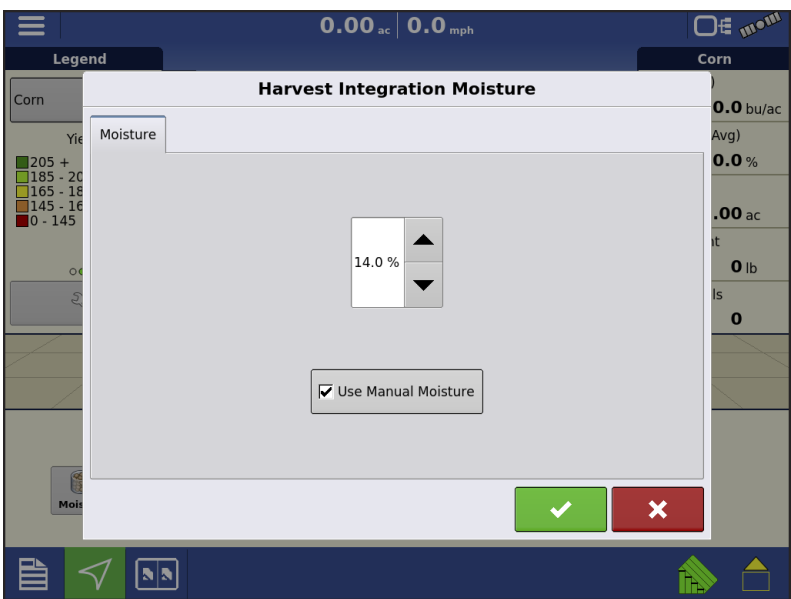 0.00 ac 0.0 mph
Legend
Corn
Harvest Integration Moisture
Corn
)
0.0 bu/ac
Moisture
Yie
Avg)
205 +
0.0 %
185 - 20
165 - 18
145 - 16
0 - 145
.00 ac
14.0 %
nt
0 lb
ls
0
Use Manual Moisture
Mois